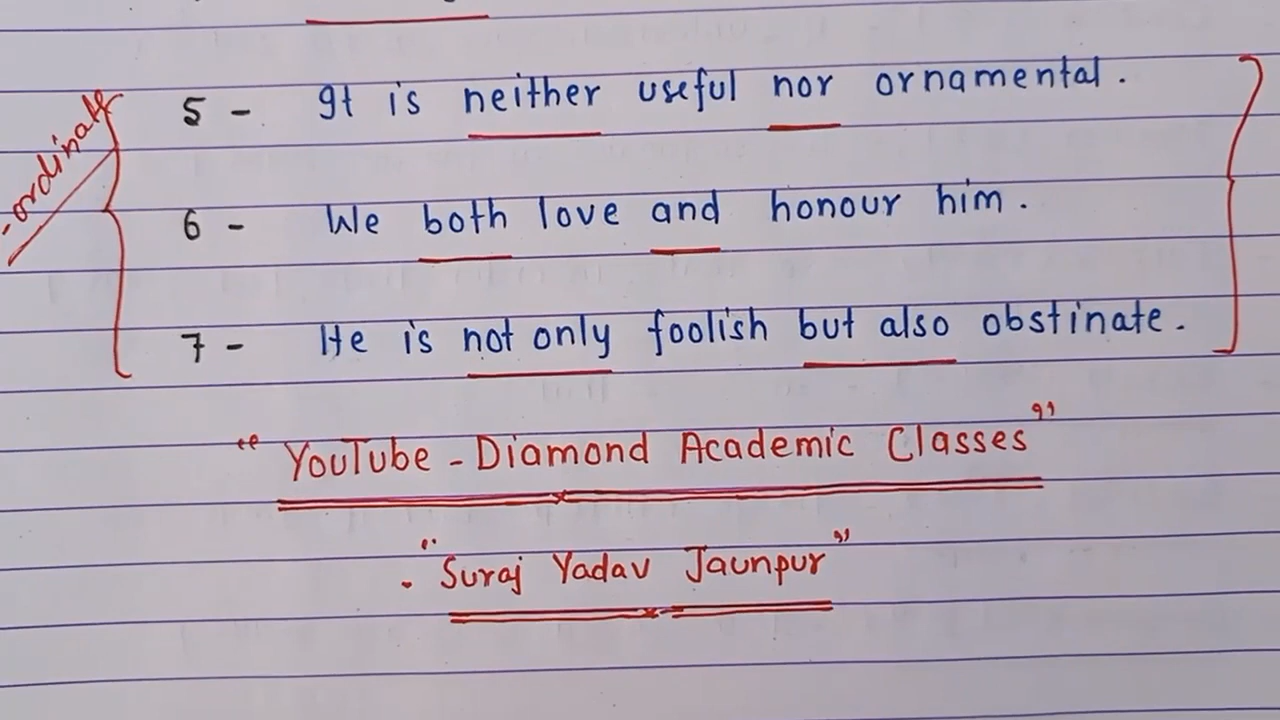 -ordinate
5 - It is neither useful nor ornamental.
6 - We both love and honour him.
7 - He is not only foolish but also obstinate.
"YouTube - Diamond Academic Classes"
- "Suraj Yadav Jaunpur"